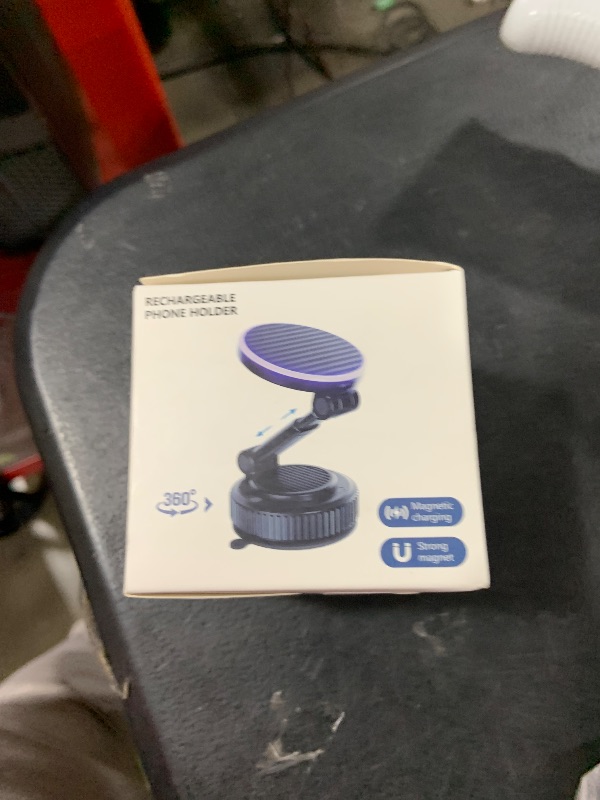 RECHARGEABLE
PHONE HOLDER
360°
Magnetic
charging
Strong
magnet